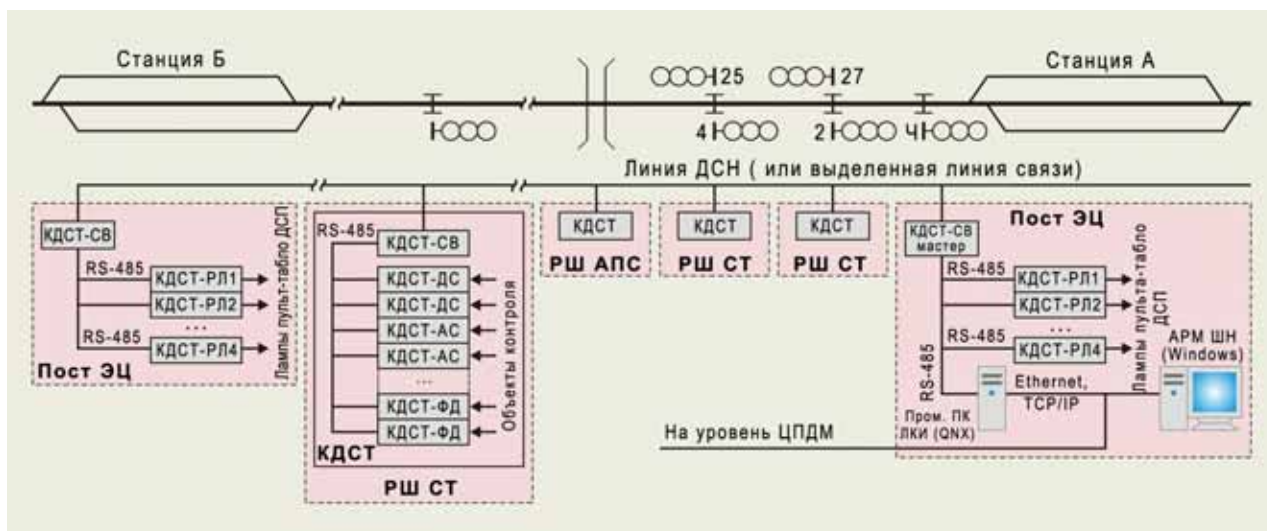 Станция Б
Станция А
25
27
4
2
Ч
Линия ДСН ( или выделенная линия связи)
КДСТ-СВ
RS-485
КДСТ-РЛ1
КДСТ-РЛ2
...
RS-485
КДСТ-РЛ4
Лампы пульт-табло ДСП
Пост ЭЦ
RS-485
КДСТ-СВ
КДСТ-ДС
КДСТ-ДС
КДСТ-АС
КДСТ-АС
...
КДСТ-ФД
КДСТ-ФД
Объекты контроля
КДСТ
РШ СТ
КДСТ
РШ АПС
КДСТ
РШ СТ
КДСТ
РШ СТ
Пост ЭЦ
КДСТ-СВ
мастер
RS-485
КДСТ-РЛ1
КДСТ-РЛ2
...
RS-485
КДСТ-РЛ4
Лампы пульта-табло
ДСП
RS-485
Пром. ПК
ЛКИ (QNX)
Ethernet,
TCP/IP
АРМ ШН
(Windows)
На уровень ЦПДМ